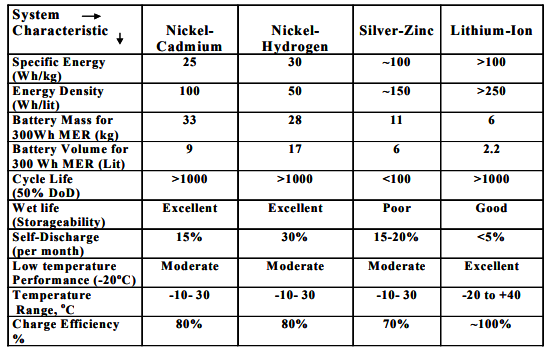 System → Nickel- Nickel- Silver-Zinc Lithium-Ion
Characteristic ↓ Cadmium Hydrogen
Specific Energy 25 30 ~100 >100
(Wh/kg)
Energy Density 100 50 ~150 >250
(Wh/lit)
Battery Mass for 33 28 11 6
300Wh MER (kg)
Battery Volume for 9 17 6 2.2
300 Wh MER (Lit)
Cycle Life >1000 >1000 <100 >1000
(50% DoD)
Wet life Excellent Excellent Poor Good
(Storageability)
Self-Discharge 15% 30% 15-20% <5%
(per month)
Low temperature Moderate Moderate Moderate Excellent
Performance (-20°C)
Temperature -10- 30 -10- 30 -10- 30 -20 to +40
Range, °C
Charge Efficiency 80% 80% 70% ~100%
%